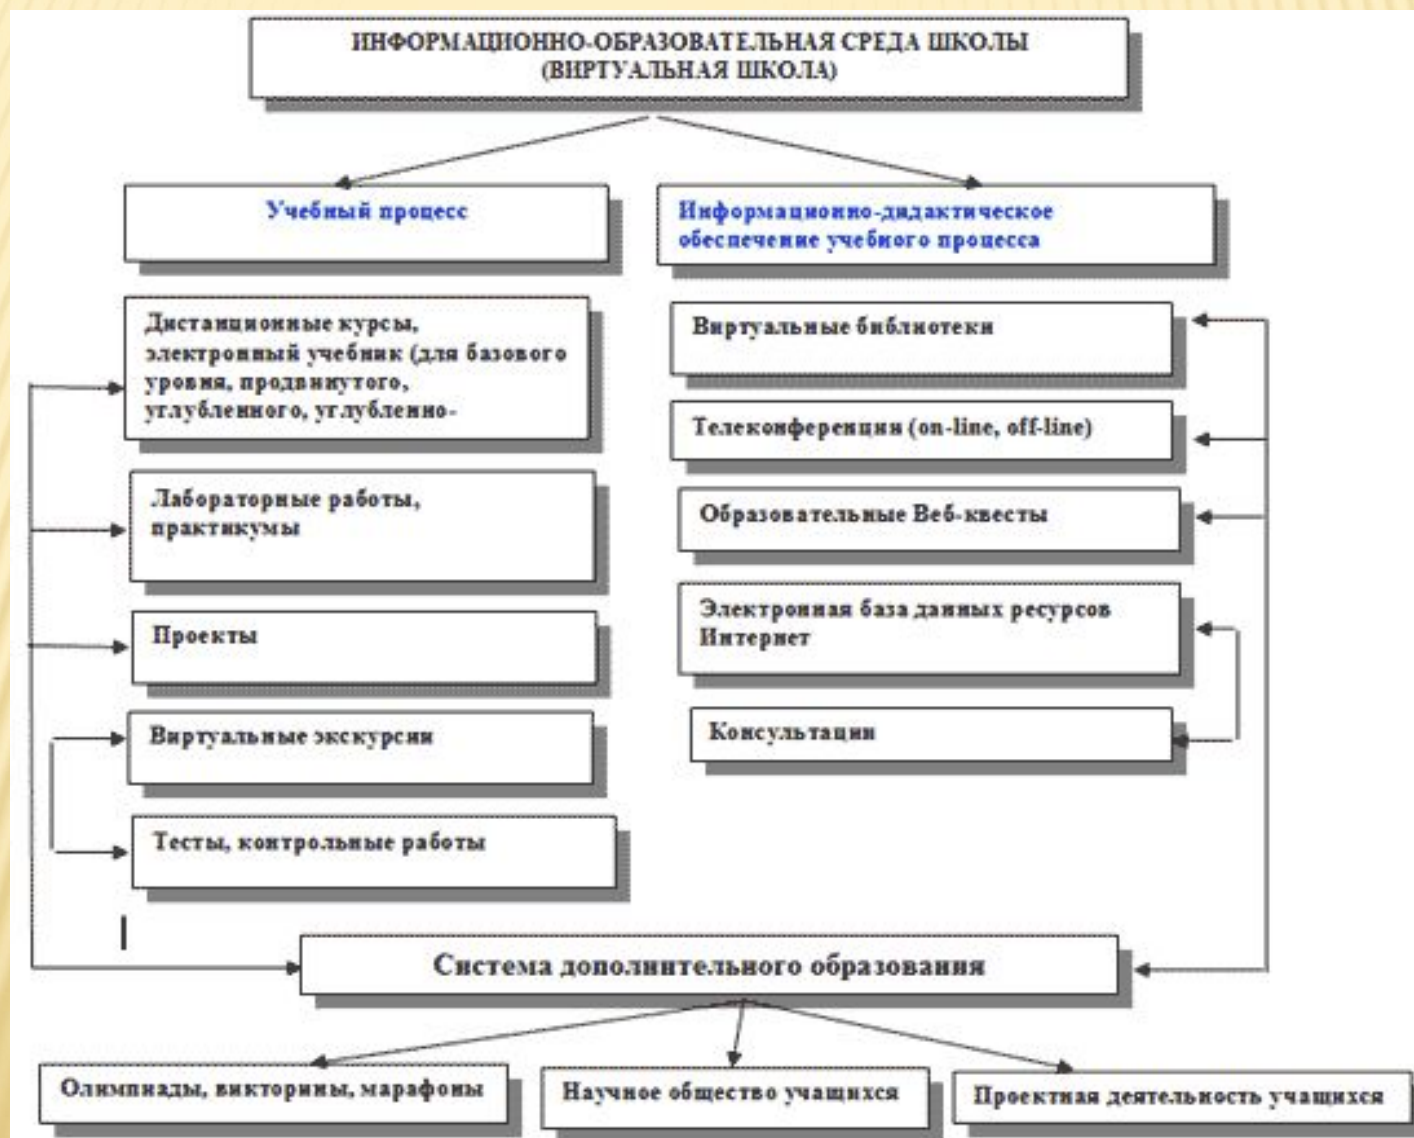 ИНФОРМАЦИОННО-ОБРАЗОВАТЕЛЬНАЯ СРЕДА ШКОЛЫ
(ВИРТУАЛЬНАЯ ШКОЛА)
Учебный процесс
Информационно-дидактическое
обеспечение учебного процесса
Дистанционные курсы,
электронный учебник (для базового
уровня, продвинутого,
углубленного, углубленно-
Виртуальные библиотеки
Телеконференции (on-line, off-line)
Лабораторные работы,
практикумы
Образовательные Веб-квесты
Проекты
Электронная база данных ресурсов
Интернет
Виртуальные экскурсии
Консультации
Тесты, контрольные работы
Система дополнительного образования
Олимпиады, викторины, марафоны
Научное общество учащихся
Проектная деятельность учащихся